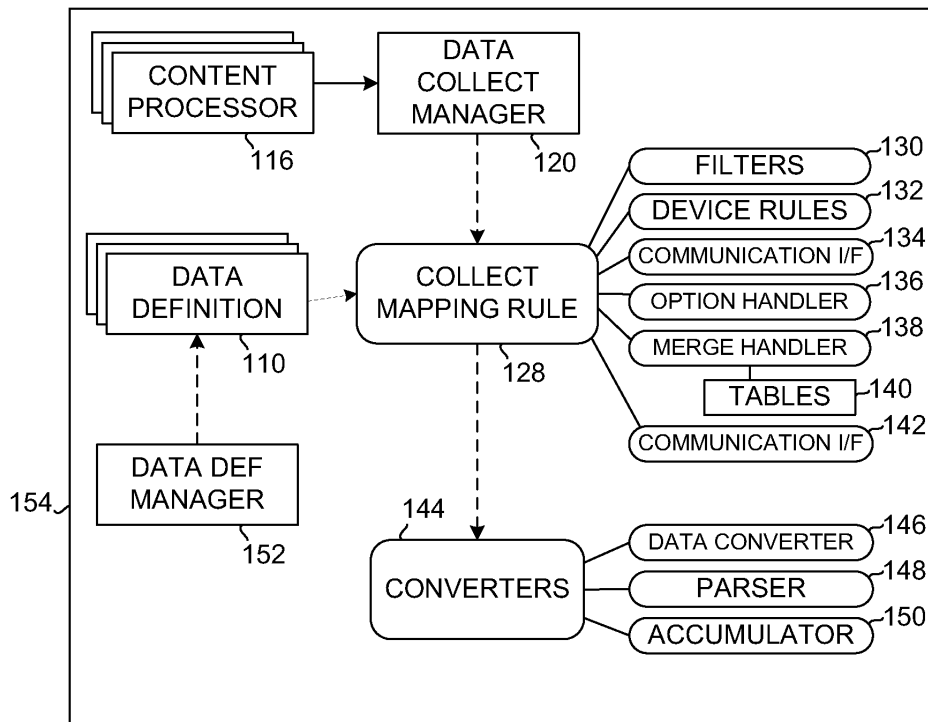 CONTENT
PROCESSOR
116
DATA
COLLECT
MANAGER
120
FILTERS
130
DEVICE RULES
132
COMMUNICATION I/F
134
OPTION HANDLER
136
MERGE HANDLER
138
TABLES
140
COMMUNICATION I/F
142
DATA
DEFINITION
110
COLLECT
MAPPING RULE
128
DATA DEF
MANAGER
152
154
144
CONVERTERS
DATA CONVERTER
146
PARSER
148
ACCUMULATOR
150